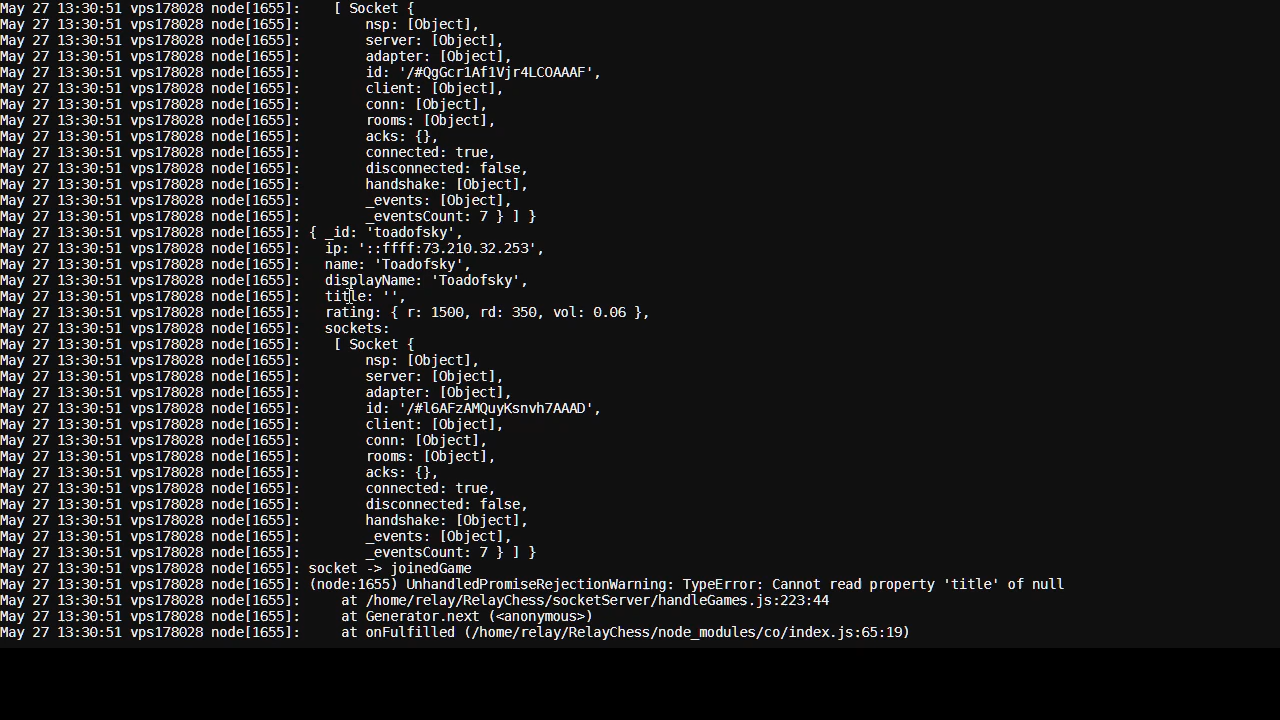 May 27 13:30:51 vps178028 node[1655]:    [ Socket {
May 27 13:30:51 vps178028 node[1655]:        nsp: [Object],
May 27 13:30:51 vps178028 node[1655]:        server: [Object],
May 27 13:30:51 vps178028 node[1655]:        adapter: [Object],
May 27 13:30:51 vps178028 node[1655]:        id: '/#QgGcr1Af1Vjr4LCOAAAF',
May 27 13:30:51 vps178028 node[1655]:        client: [Object],
May 27 13:30:51 vps178028 node[1655]:        conn: [Object],
May 27 13:30:51 vps178028 node[1655]:        rooms: [Object],
May 27 13:30:51 vps178028 node[1655]:        acks: {},
May 27 13:30:51 vps178028 node[1655]:        connected: true,
May 27 13:30:51 vps178028 node[1655]:        disconnected: false,
May 27 13:30:51 vps178028 node[1655]:        handshake: [Object],
May 27 13:30:51 vps178028 node[1655]:        _events: [Object],
May 27 13:30:51 vps178028 node[1655]:        _eventsCount: 7 } ] }
May 27 13:30:51 vps178028 node[1655]: { _id: 'toadofsky',
May 27 13:30:51 vps178028 node[1655]:   ip: '::ffff:73.210.32.253',
May 27 13:30:51 vps178028 node[1655]:   name: 'Toadofsky',
May 27 13:30:51 vps178028 node[1655]:   displayName: 'Toadofsky',
May 27 13:30:51 vps178028 node[1655]:   title: '',
May 27 13:30:51 vps178028 node[1655]:   rating: { r: 1500, rd: 350, vol: 0.06 },
May 27 13:30:51 vps178028 node[1655]:   sockets:
May 27 13:30:51 vps178028 node[1655]:    [ Socket {
May 27 13:30:51 vps178028 node[1655]:        nsp: [Object],
May 27 13:30:51 vps178028 node[1655]:        server: [Object],
May 27 13:30:51 vps178028 node[1655]:        adapter: [Object],
May 27 13:30:51 vps178028 node[1655]:        id: '/#l6AFzAMQuyKsnvh7AAAD',
May 27 13:30:51 vps178028 node[1655]:        client: [Object],
May 27 13:30:51 vps178028 node[1655]:        conn: [Object],
May 27 13:30:51 vps178028 node[1655]:        rooms: [Object],
May 27 13:30:51 vps178028 node[1655]:        acks: {},
May 27 13:30:51 vps178028 node[1655]:        connected: true,
May 27 13:30:51 vps178028 node[1655]:        disconnected: false,
May 27 13:30:51 vps178028 node[1655]:        handshake: [Object],
May 27 13:30:51 vps178028 node[1655]:        _events: [Object],
May 27 13:30:51 vps178028 node[1655]:        _eventsCount: 7 } ] }
May 27 13:30:51 vps178028 node[1655]: socket -> joinedGame
May 27 13:30:51 vps178028 node[1655]: (node:1655) UnhandledPromiseRejectionWarning: TypeError: Cannot read property 'title' of null
May 27 13:30:51 vps178028 node[1655]:     at /home/relay/RelayChess/socketServer/handleGames.js:223:44
May 27 13:30:51 vps178028 node[1655]:     at Generator.next (<anonymous>)
May 27 13:30:51 vps178028 node[1655]:     at onFulfilled (/home/relay/RelayChess/node_modules/co/index.js:65:19)